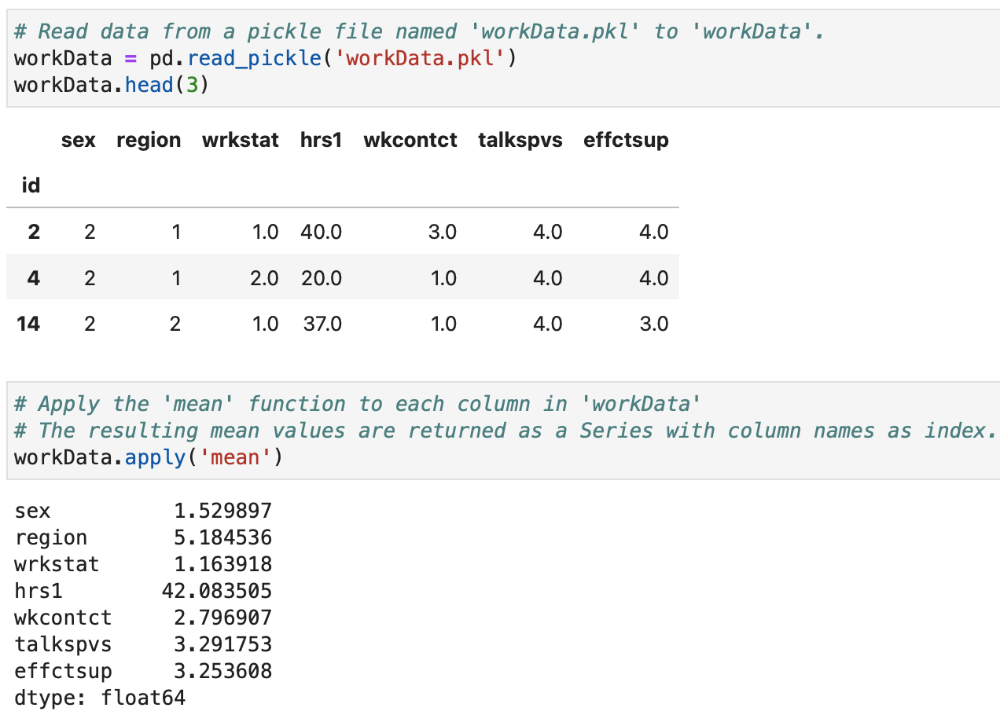 # Read data from a pickle file named 'workData.pkl' to 'workData'.
workData = pd.read_pickle('workData.pkl')
workData.head(3)
sex region wrkstat hrs1 wkcontct talkspvs effctsup
id
2 2 1 1.0 40.0 3.0 4.0 4.0
4 2 1 2.0 20.0 1.0 4.0 4.0
14 2 2 1.0 37.0 1.0 4.0 3.0
# Apply the 'mean' function to each column in 'workData'
# The resulting mean values are returned as a Series with column names as index.
workData.apply('mean')
sex 1.529897
region 5.184536
wrkstat 1.163918
hrs1 42.083505
wkcontct 2.796907
talkspvs 3.291753
effctsup 3.253608
dtype: float64